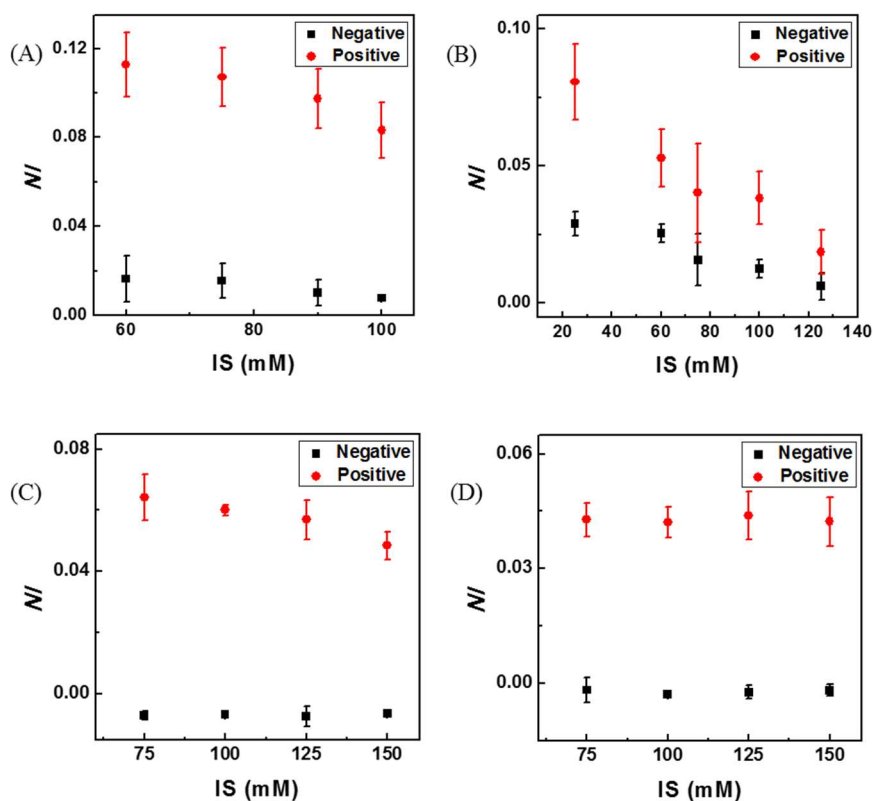 (A)
Negative
Positive
0.12
0.08
0.04
0.00
60
80
100
IS (mM)
(B)
Negative
Positive
0.10
0.05
0.00
20
40
60
80
100
120
140
IS (mM)
(C)
Negative
Positive
0.08
0.04
0.00
75
100
125
150
IS (mM)
(D)
Negative
Positive
0.06
0.03
0.00
75
100
125
150
IS (mM)